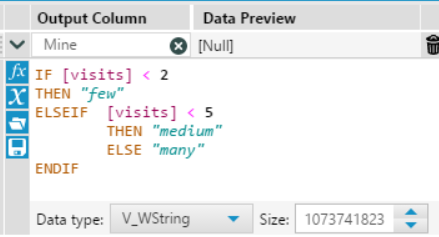 Output Column Data Preview
Mine [Null]
IF [visits] < 2
THEN "few"
ELSEIF [visits] < 5
THEN "medium"
ELSE "many"
ENDIF
Data type: V_WString Size: 1073741823